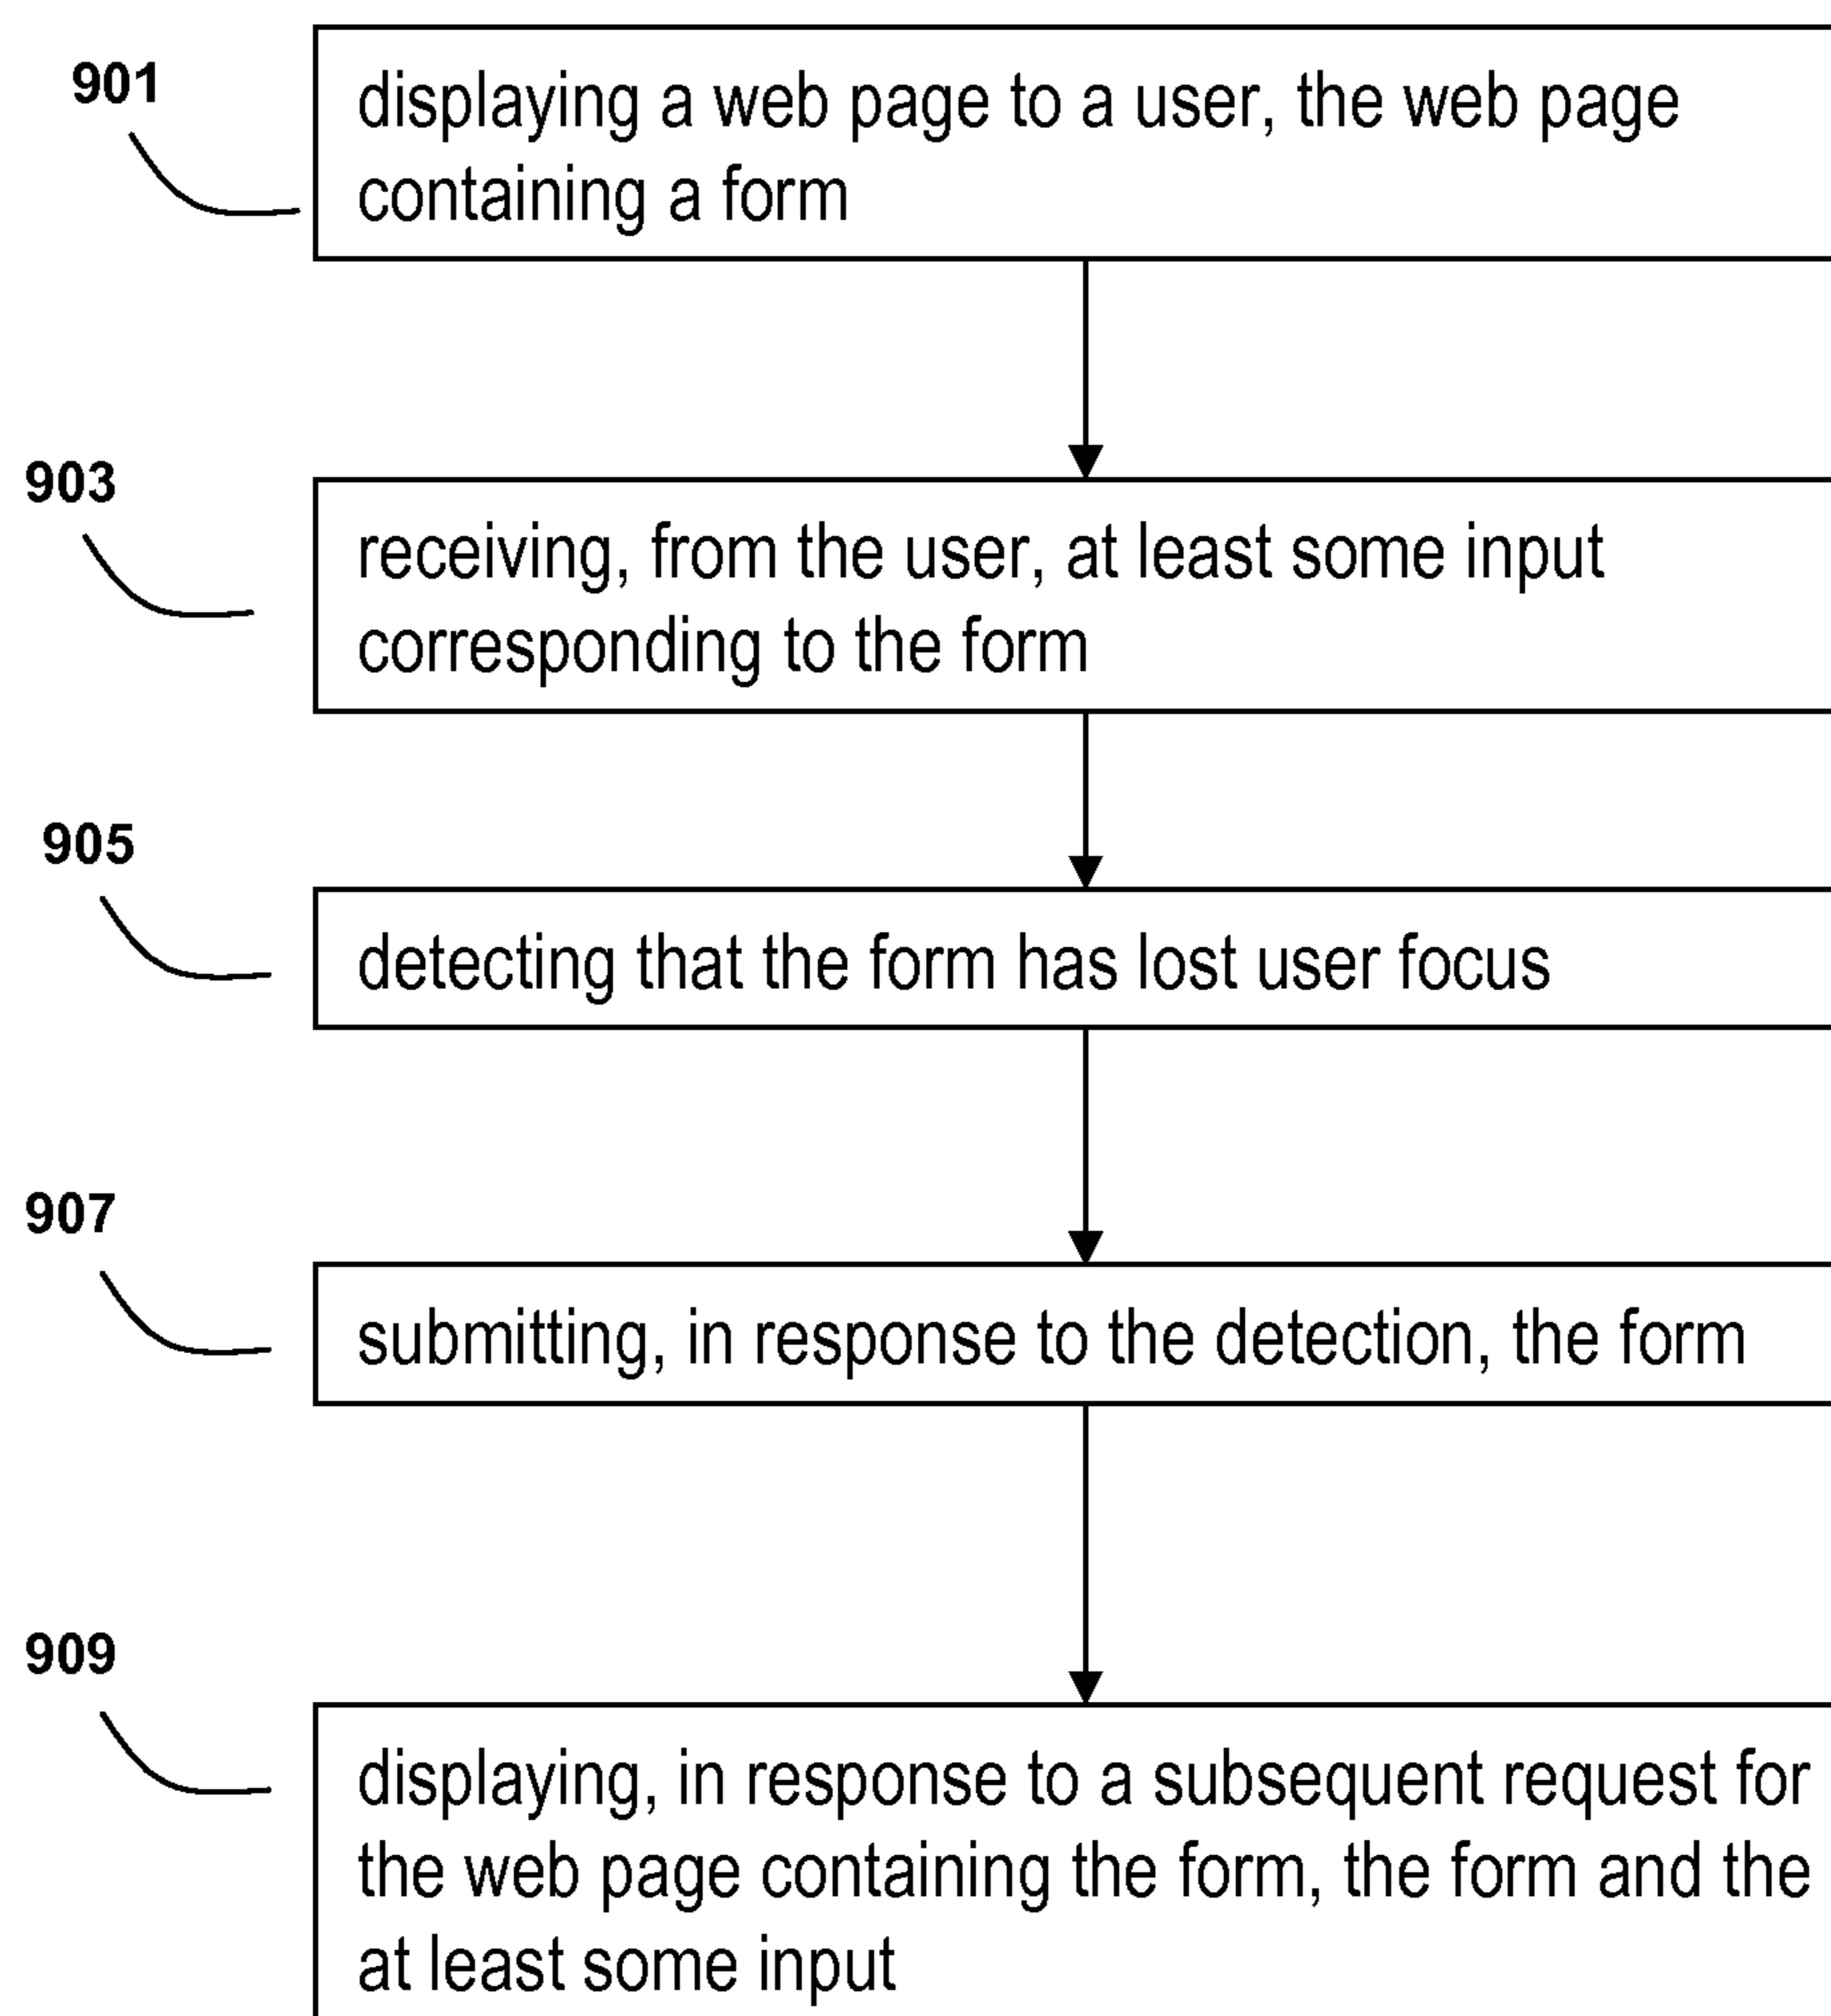 901
displaying a web page to a user, the web page
containing a form
903
receiving, from the user, at least some input
corresponding to the form
905
detecting that the form has lost user focus
907
submitting, in response to the detection, the form
909
displaying, in response to a subsequent request for
the web page containing the form, the form and the
at least some input